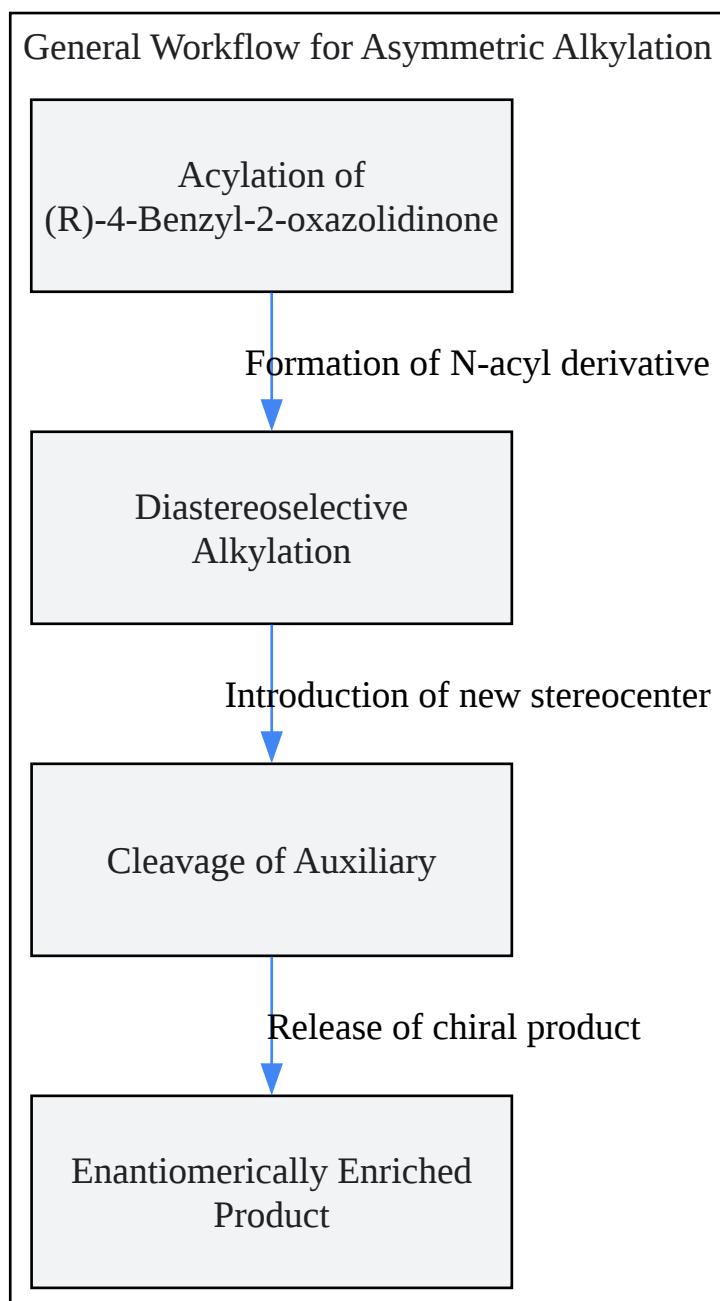 General Workflow for Asymmetric Alkylation
Acylation of
(R)-4-Benzyl-2-oxazolidinone
Formation of N-acyl derivative
Diastereoselective
Alkylation
Introduction of new stereocenter
Cleavage of Auxiliary
Release of chiral product
Enantiomerically Enriched
Product